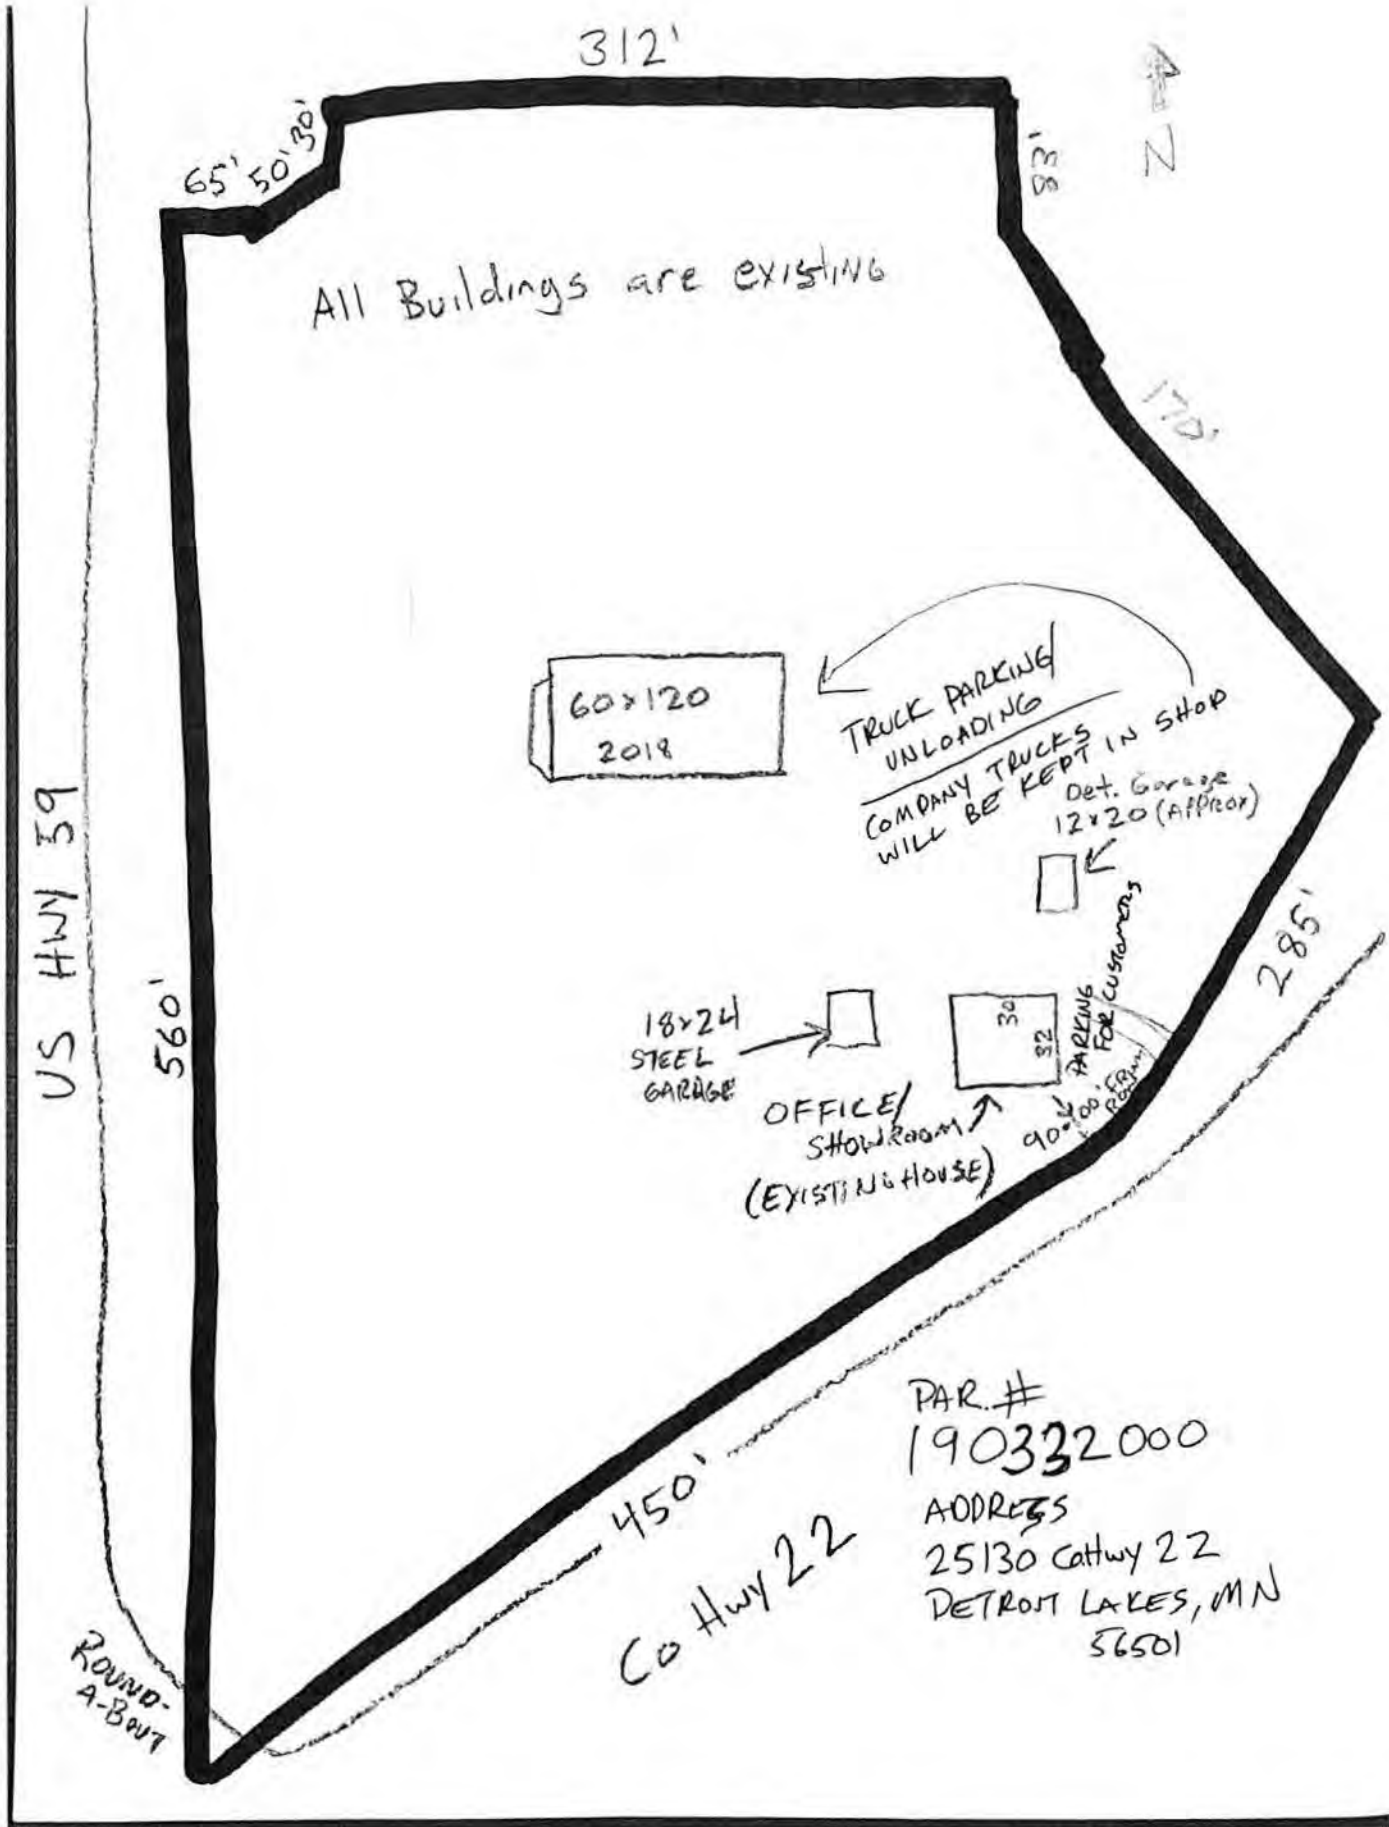 312'
N
65'
50'
30'
83'
All Buildings are existing
170'
60x120
2018
TRUCK PARKING/
UNLOADING
COMPANY TRUCKS
WILL BE KEPT IN SHOP
Det. Garage
12x20 (APPROX)
US HWY 59
560'
285'
18x24
STEEL
GARAGE
30
32
PARKING
FOR CUSTOMERS
OFFICE/
SHOWROOM
(EXISTING HOUSE)
90'
450'
Co Hwy 22
PAR. #
190332000
ADDRESS
25130 CoHwy 22
DETROIT LAKES, MN
56501
ROUND-
A-BOUT